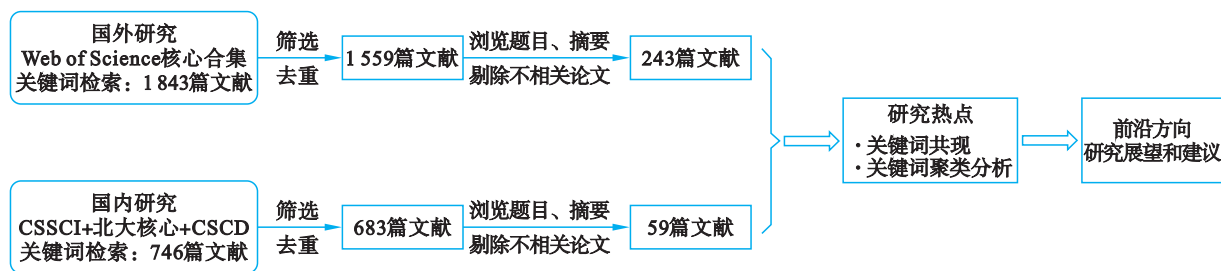 国外研究
Web of Science核心合集
关键词检索：1 843篇文献
筛选
去重
1 559篇文献
浏览题目、摘要
剔除不相关论文
243篇文献
国内研究
CSSCI+北大核心+CSCD
关键词检索：746篇文献
筛选
去重
683篇文献
浏览题目、摘要
剔除不相关论文
59篇文献
研究热点
·关键词共现
·关键词聚类分析
前沿方向
研究展望和建议